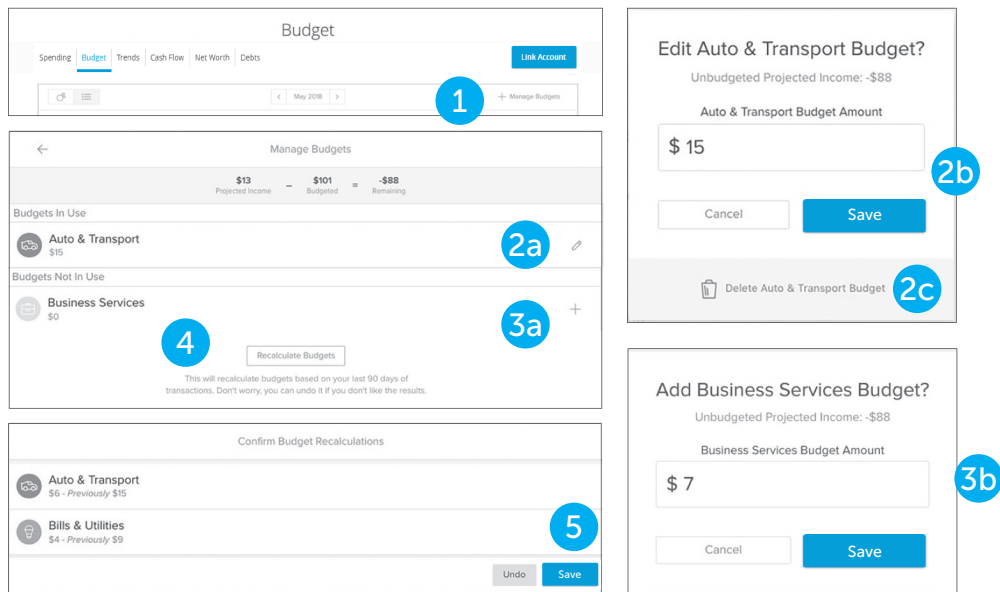 Budget
Spending Budget Trends Cash Flow Net Worth Debts Link Account
< May 2018 > 1 + Manage Budgets
← Manage Budgets
$13 – $101 = -$88
Projected Income Budgeted Remaining
Budgets In Use
Auto & Transport
$15
2a
Budgets Not In Use
Business Services
$0
3a +
4
Recalculate Budgets
This will recalculate budgets based on your last 90 days of
transactions. Don't worry, you can undo it if you don't like the results.
Confirm Budget Recalculations
Auto & Transport
$6 - Previously $15
Bills & Utilities
$4 - Previously $9
5
Undo Save
Edit Auto & Transport Budget?
Unbudgeted Projected Income: -$88
Auto & Transport Budget Amount
$ 15
2b
Cancel Save
Delete Auto & Transport Budget 2c
Add Business Services Budget?
Unbudgeted Projected Income: -$88
Business Services Budget Amount
$ 7
3b
Cancel Save